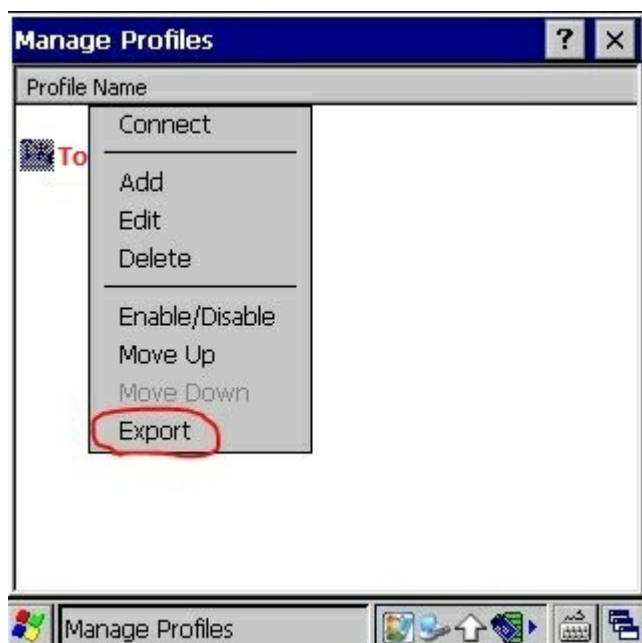 Manage Profiles ? ×
Profile Name
Connect
To
Add
Edit
Delete
Enable/Disable
Move Up
Move Down
Export
Manage Profiles